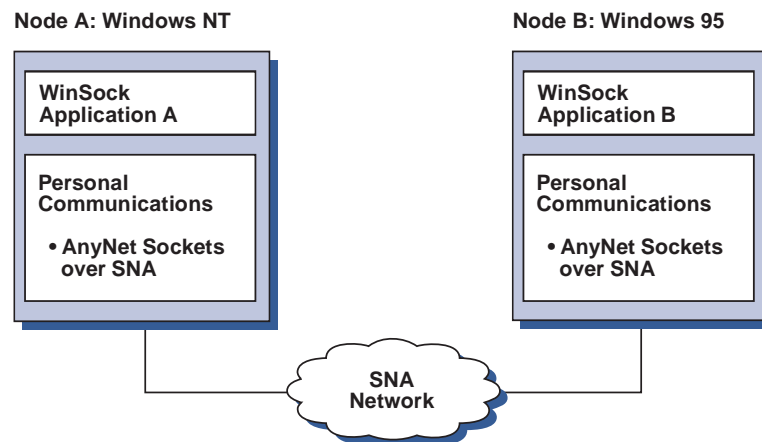 Node A: Windows NT
WinSock
Application A
Personal
Communications
• AnyNet Sockets
over SNA
Node B: Windows 95
WinSock
Application B
Personal
Communications
• AnyNet Sockets
over SNA
SNA
Network